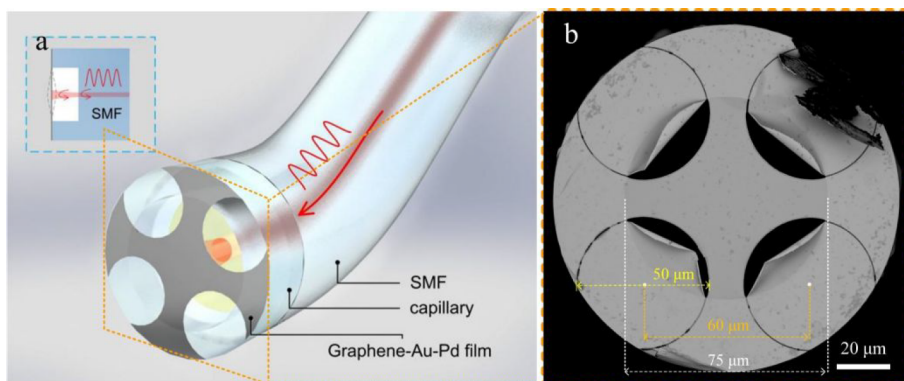 a
SMF
SMF
capillary
Graphene-Au-Pd film
b
50 μm
60 μm
75 μm
20 μm